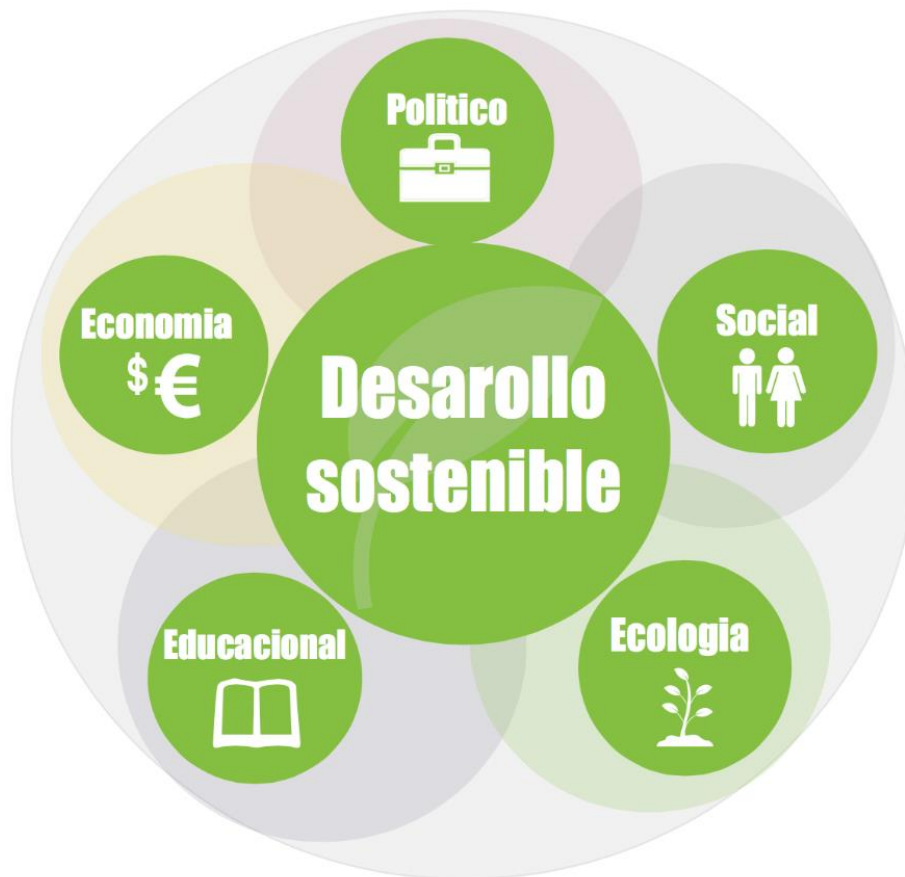 Politico
Economia
$ €
Social
Desarollo
sostenible
Educacional
Ecologia